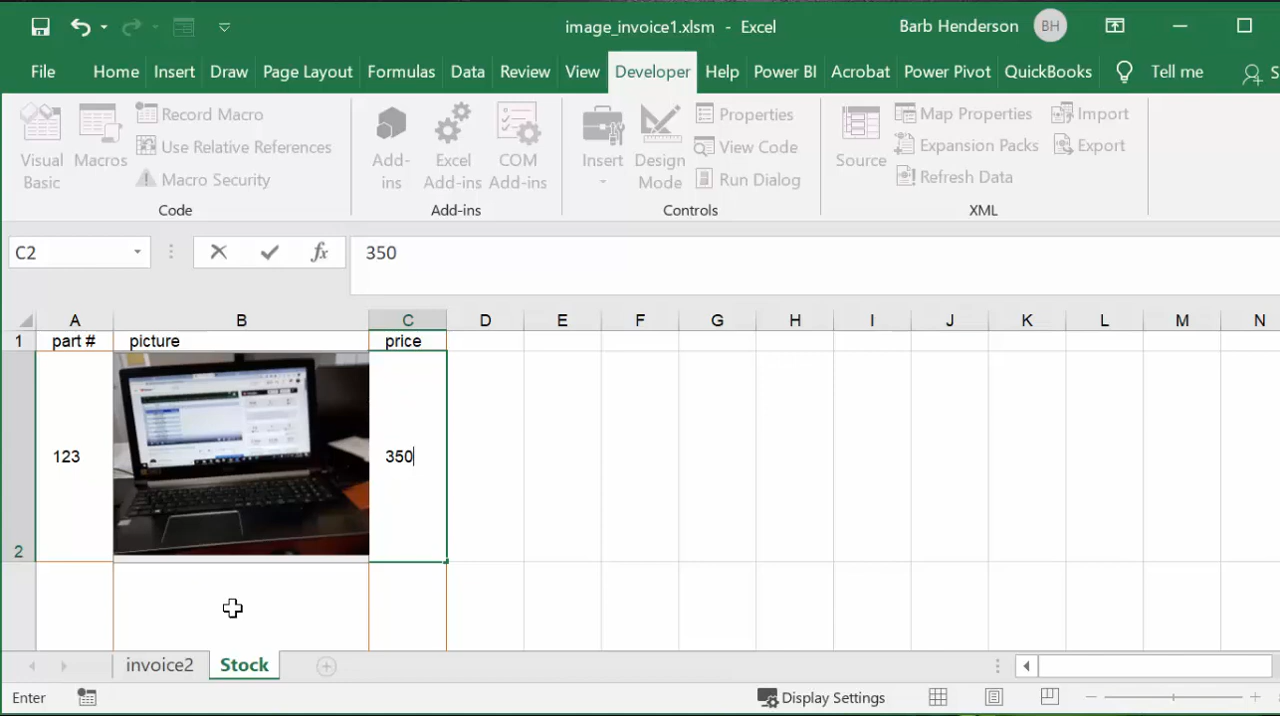 image_invoice1.xlsm - Excel
Barb Henderson
BH
File Home Insert Draw Page Layout Formulas Data Review View Developer Help Power BI Acrobat Power Pivot QuickBooks Tell me S
Visual Basic
Macros
Record Macro
Use Relative References
Macro Security
Code
Add-ins
Excel Add-ins
COM Add-ins
Add-ins
Insert
Design Mode
Properties
View Code
Run Dialog
Controls
Source
Map Properties
Expansion Packs
Refresh Data
Import
Export
XML
C2
fx
350
A B C D E F G H I J K L M N
1 part # picture price
2 123 350
invoice2 Stock
Enter
Display Settings